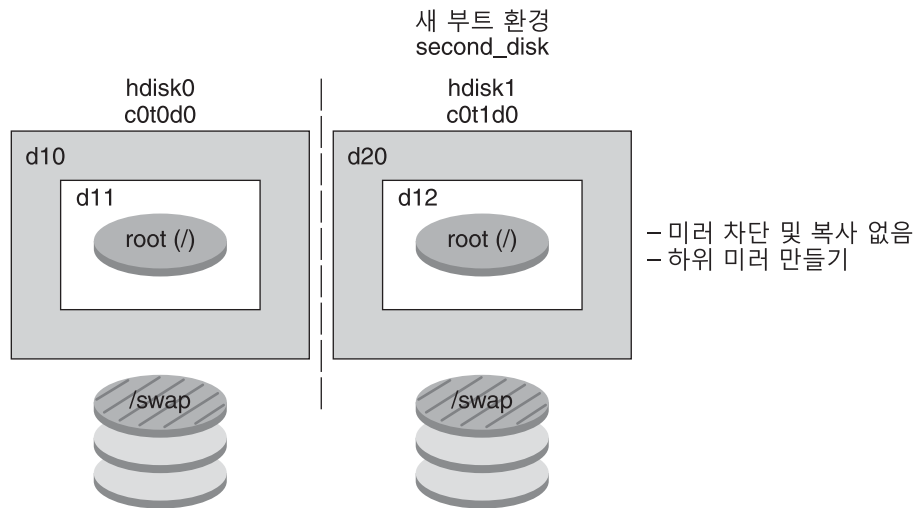 새 부트 환경
second_disk
hdisk0
c0t0d0
hdisk1
c0t1d0
d10
d11
root (/)
d20
d12
root (/)
– 미러 차단 및 복사 없음
– 하위 미러 만들기
/swap
/swap